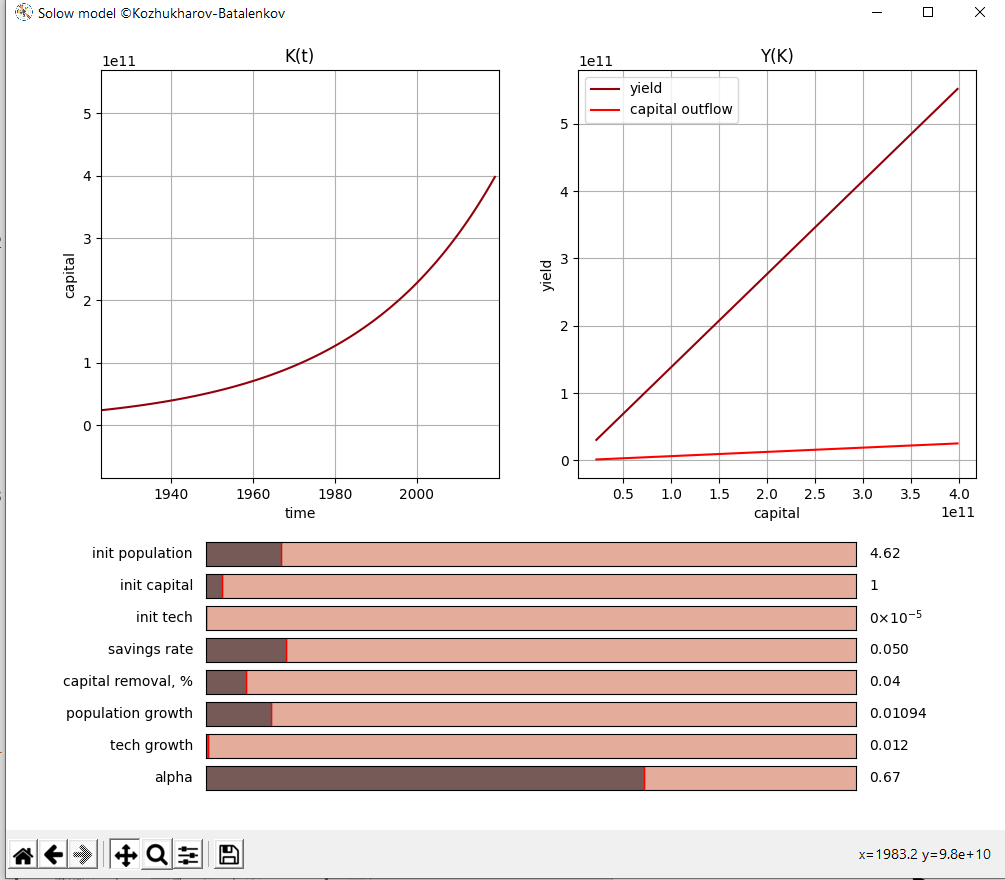 Solow model ©Kozhukharov-Batalenkov
K(t)
1e11
5
4
3
2
1
0
capital
1940 1960 1980 2000
time
Y(K)
1e11
yield
capital outflow
5
4
3
2
1
0
yield
0.5 1.0 1.5 2.0 2.5 3.0 3.5 4.0
capital
1e11
init population 4.62
init capital 1
init tech 0×10⁻⁵
savings rate 0.050
capital removal, % 0.04
population growth 0.01094
tech growth 0.012
alpha 0.67
x=1983.2 y=9.8e+10